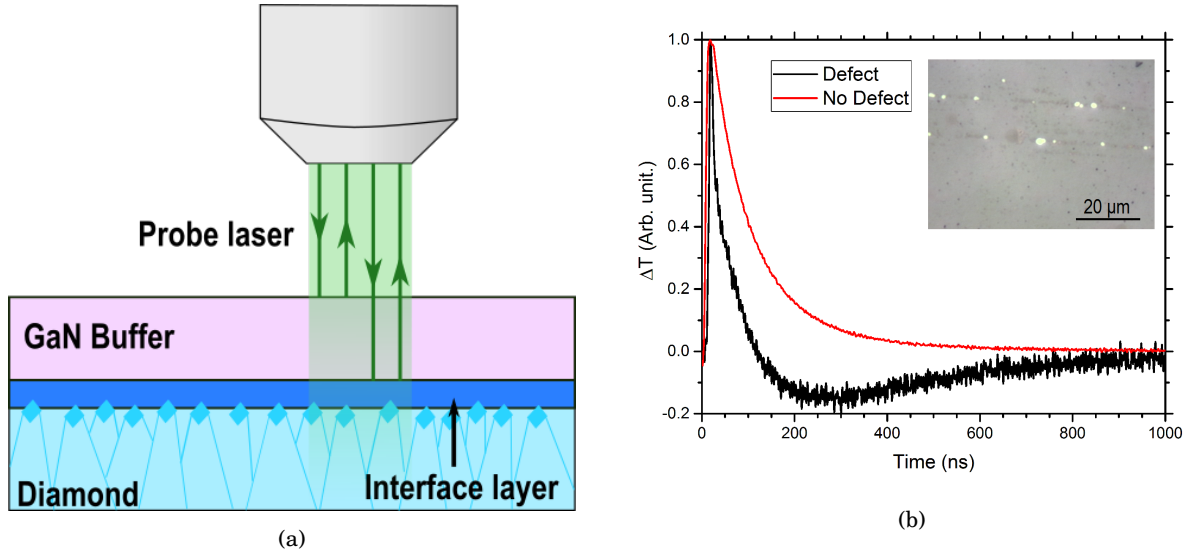 Probe laser
GaN Buffer
Diamond
Interface layer
(a)
ΔT (Arb. unit.)
1.0
0.8
0.6
0.4
0.2
0.0
-0.2
Defect
No Defect
20 µm
0 200 400 600 800 1000
Time (ns)
(b)